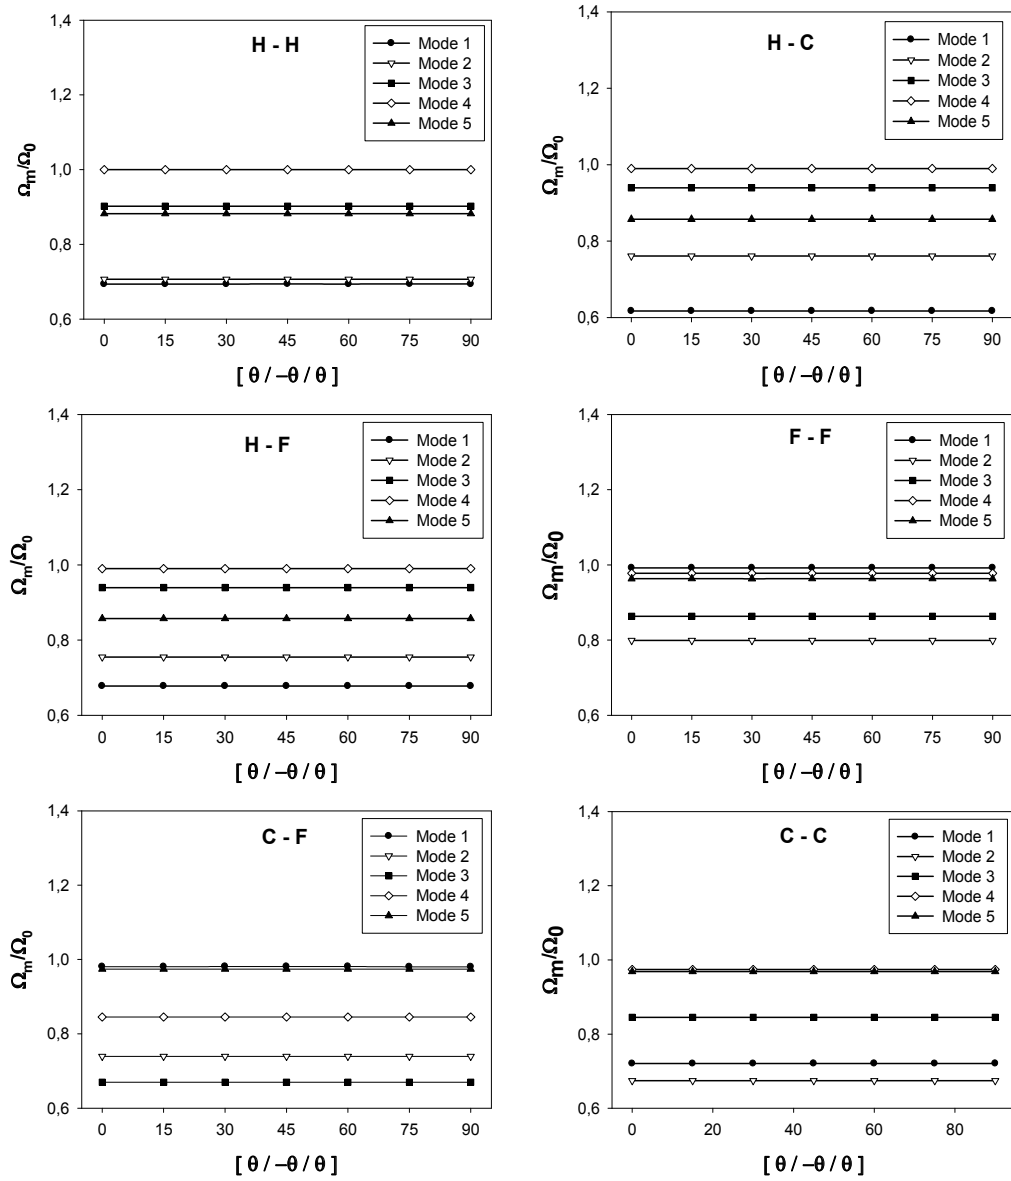 H - H
Mode 1
Mode 2
Mode 3
Mode 4
Mode 5
1,4
1,2
1,0
0,8
0,6
Ωm/Ω0
0 15 30 45 60 75 90
[ θ / –θ / θ ]
H - C
Mode 1
Mode 2
Mode 3
Mode 4
Mode 5
1,4
1,2
1,0
0,8
0,6
Ωm/Ω0
0 15 30 45 60 75 90
[ θ / –θ / θ ]
H - F
Mode 1
Mode 2
Mode 3
Mode 4
Mode 5
1,4
1,2
1,0
0,8
0,6
Ωm/Ω0
0 15 30 45 60 75 90
[ θ / –θ / θ ]
F - F
Mode 1
Mode 2
Mode 3
Mode 4
Mode 5
1,4
1,2
1,0
0,8
0,6
Ωm/Ω0
0 15 30 45 60 75 90
[ θ / –θ / θ ]
C - F
Mode 1
Mode 2
Mode 3
Mode 4
Mode 5
1,4
1,2
1,0
0,8
0,6
Ωm/Ω0
0 15 30 45 60 75 90
[ θ / –θ / θ ]
C - C
Mode 1
Mode 2
Mode 3
Mode 4
Mode 5
1,4
1,2
1,0
0,8
0,6
Ωm/Ω0
0 20 40 60 80
[ θ / –θ / θ ]